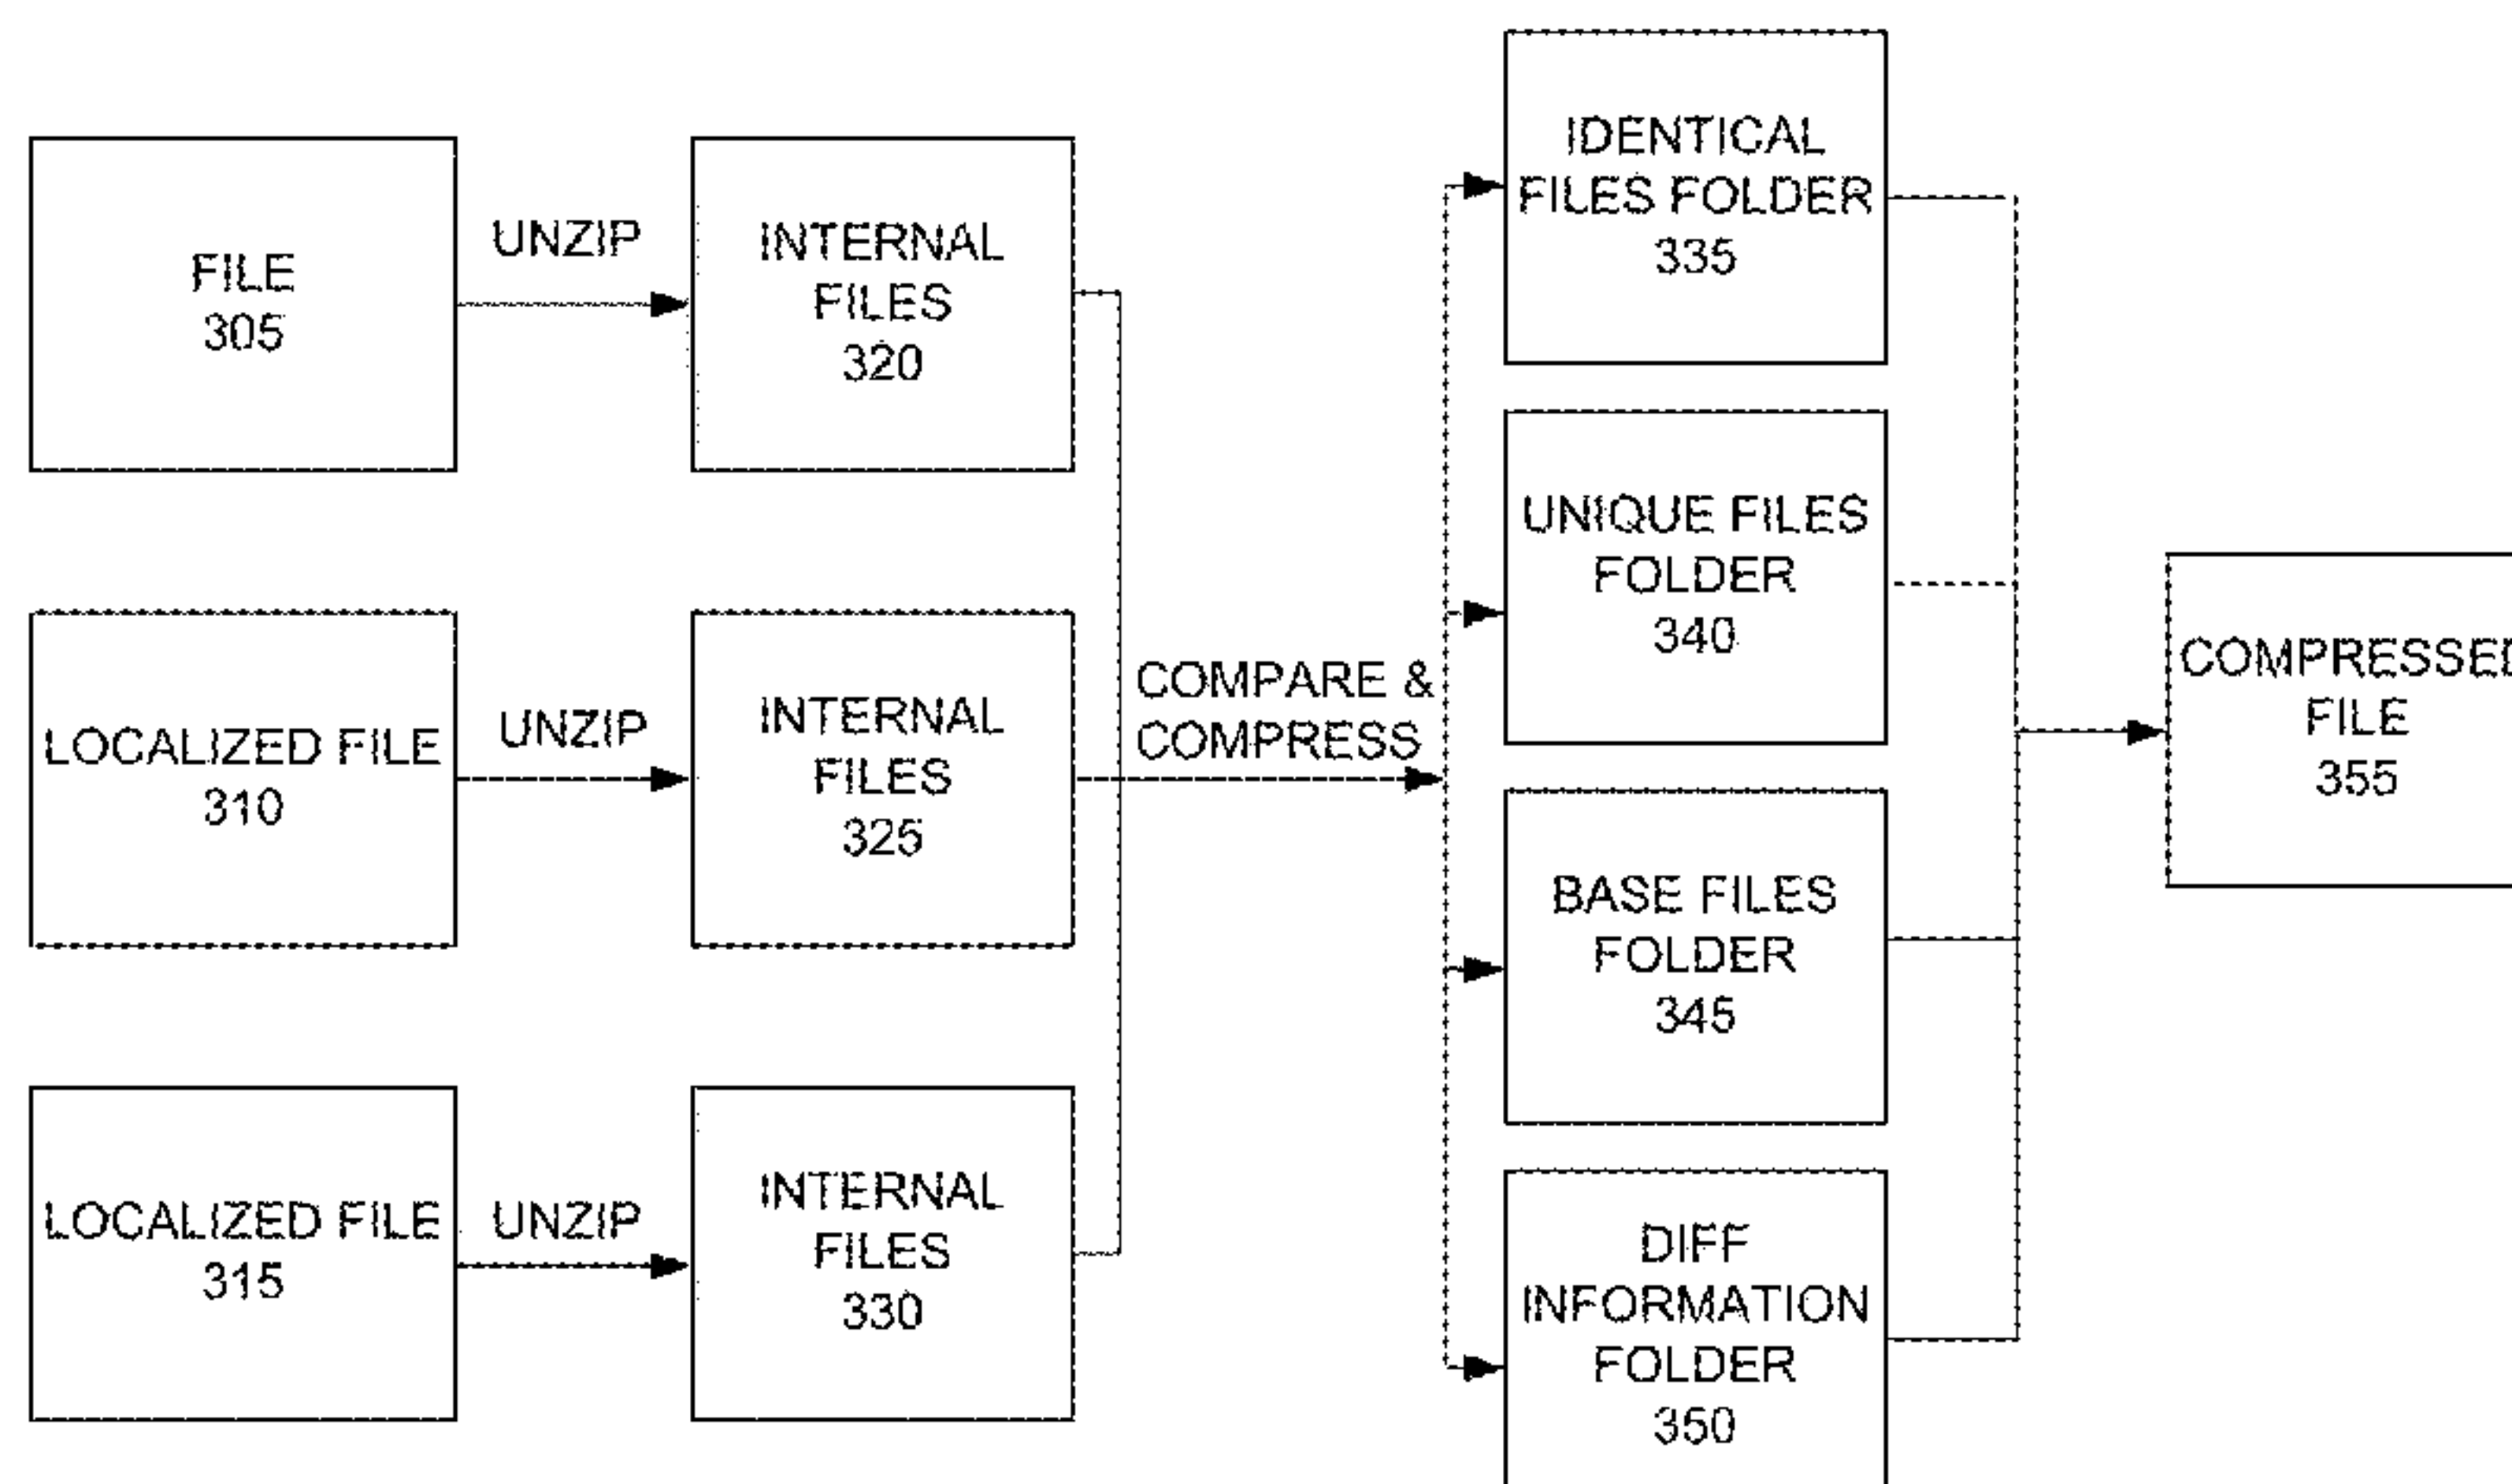 FILE
305
UNZIP
INTERNAL
FILES
320
LOCALIZED FILE
310
UNZIP
INTERNAL
FILES
325
LOCALIZED FILE
315
UNZIP
INTERNAL
FILES
330
COMPARE &
COMPRESS
IDENTICAL
FILES FOLDER
335
UNIQUE FILES
FOLDER
340
BASE FILES
FOLDER
345
DIFF
INFORMATION
FOLDER
350
COMPRESSED
FILE
355